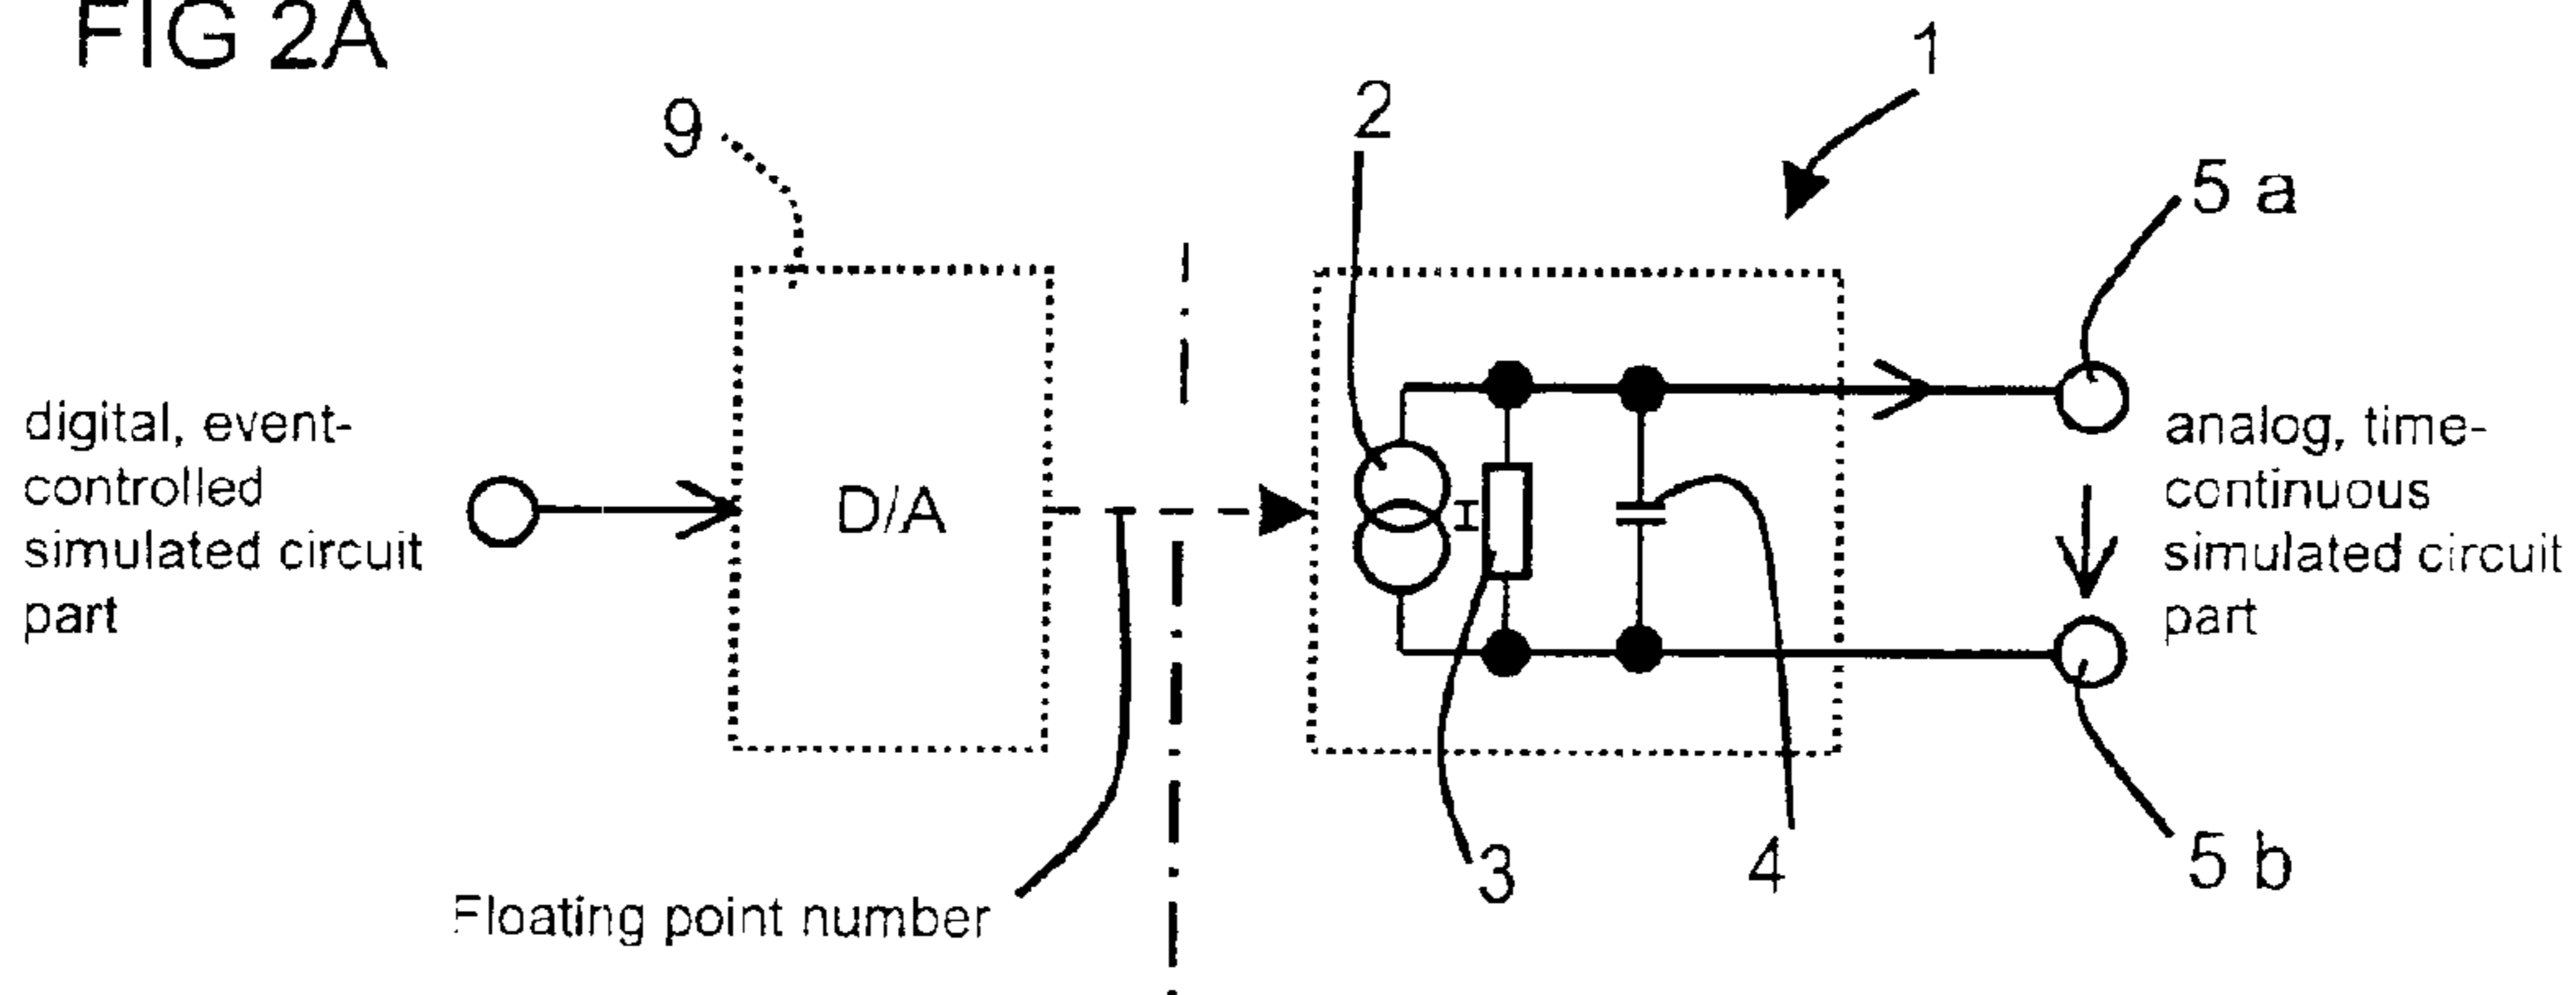 FIG 2A
1
2
9
5 a
digital, event-
controlled
simulated circuit
part
D/A
I
analog, time-
continuous
simulated circuit
part
3
4
5 b
Floating point number